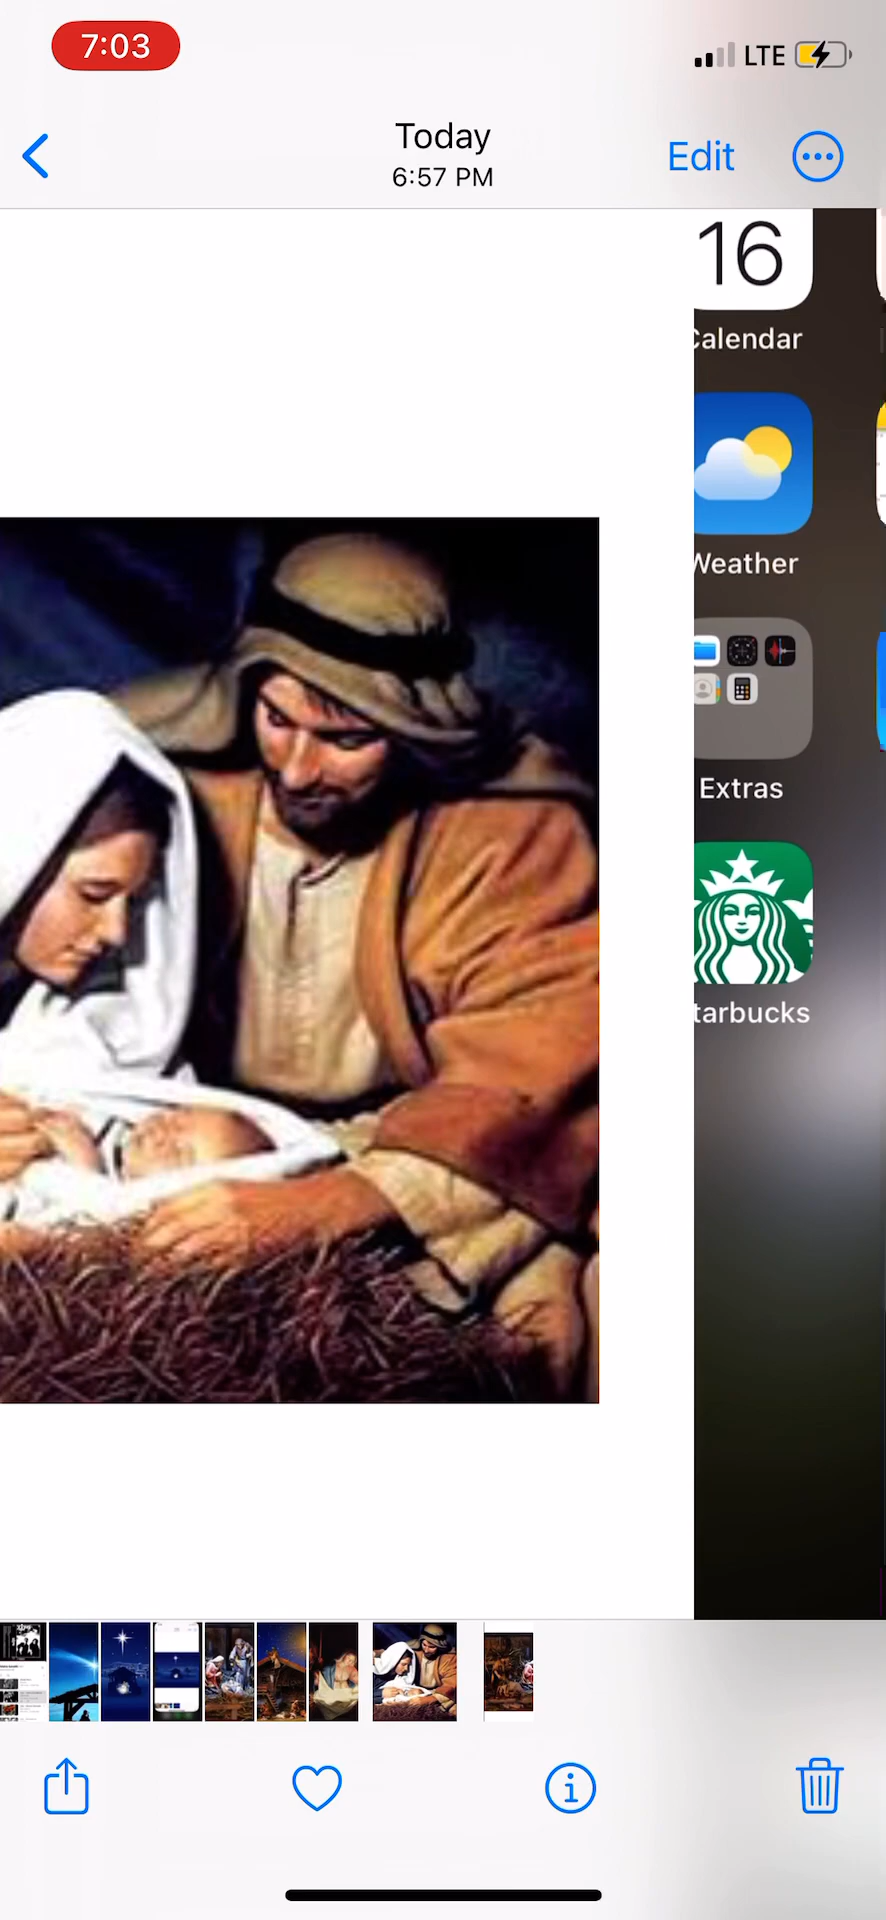 7:03
LTE
Today
6:57 PM
Edit
16
Calendar
Weather
Extras
tarbucks